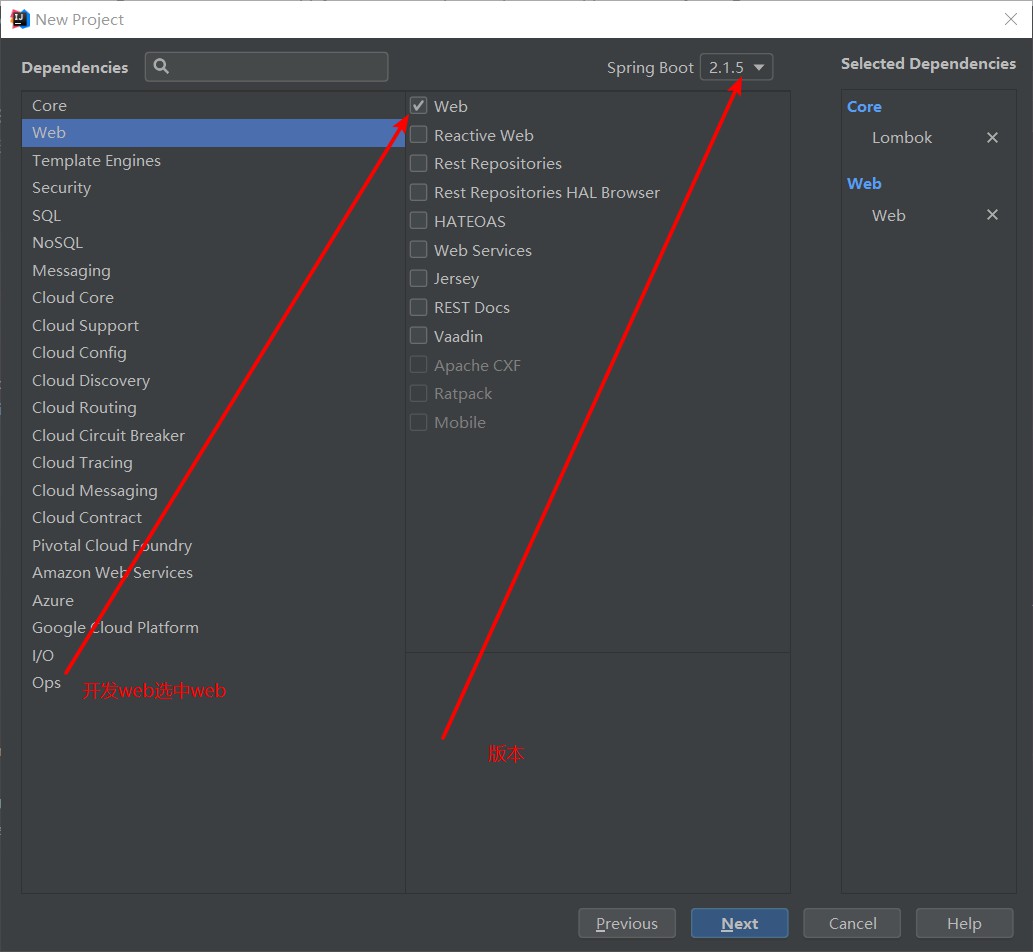 New Project
Dependencies
Spring Boot 2.1.5
Selected Dependencies
Core
Web
Template Engines
Security
SQL
NoSQL
Messaging
Cloud Core
Cloud Support
Cloud Config
Cloud Discovery
Cloud Routing
Cloud Circuit Breaker
Cloud Tracing
Cloud Messaging
Cloud Contract
Pivotal Cloud Foundry
Amazon Web Services
Azure
Google Cloud Platform
I/O
Ops
开发web选中web
Web
Reactive Web
Rest Repositories
Rest Repositories HAL Browser
HATEOAS
Web Services
Jersey
REST Docs
Vaadin
Apache CXF
Ratpack
Mobile
版本
Core
Lombok
Web
Web
Previous
Next
Cancel
Help